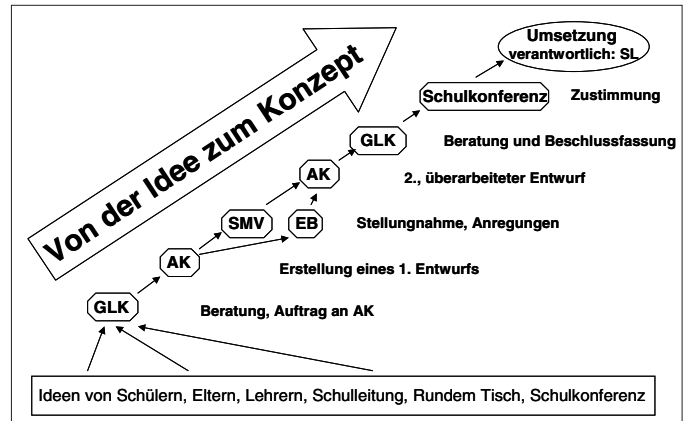 Umsetzung
verantwortlich: SL
Von der Idee zum Konzept
Schulkonferenz Zustimmung
GLK Beratung und Beschlussfassung
AK 2., überarbeiteter Entwurf
SMV EB Stellungnahme, Anregungen
AK Erstellung eines 1. Entwurfs
GLK Beratung, Auftrag an AK
Ideen von Schülern, Eltern, Lehrern, Schulleitung, Rundem Tisch, Schulkonferenz